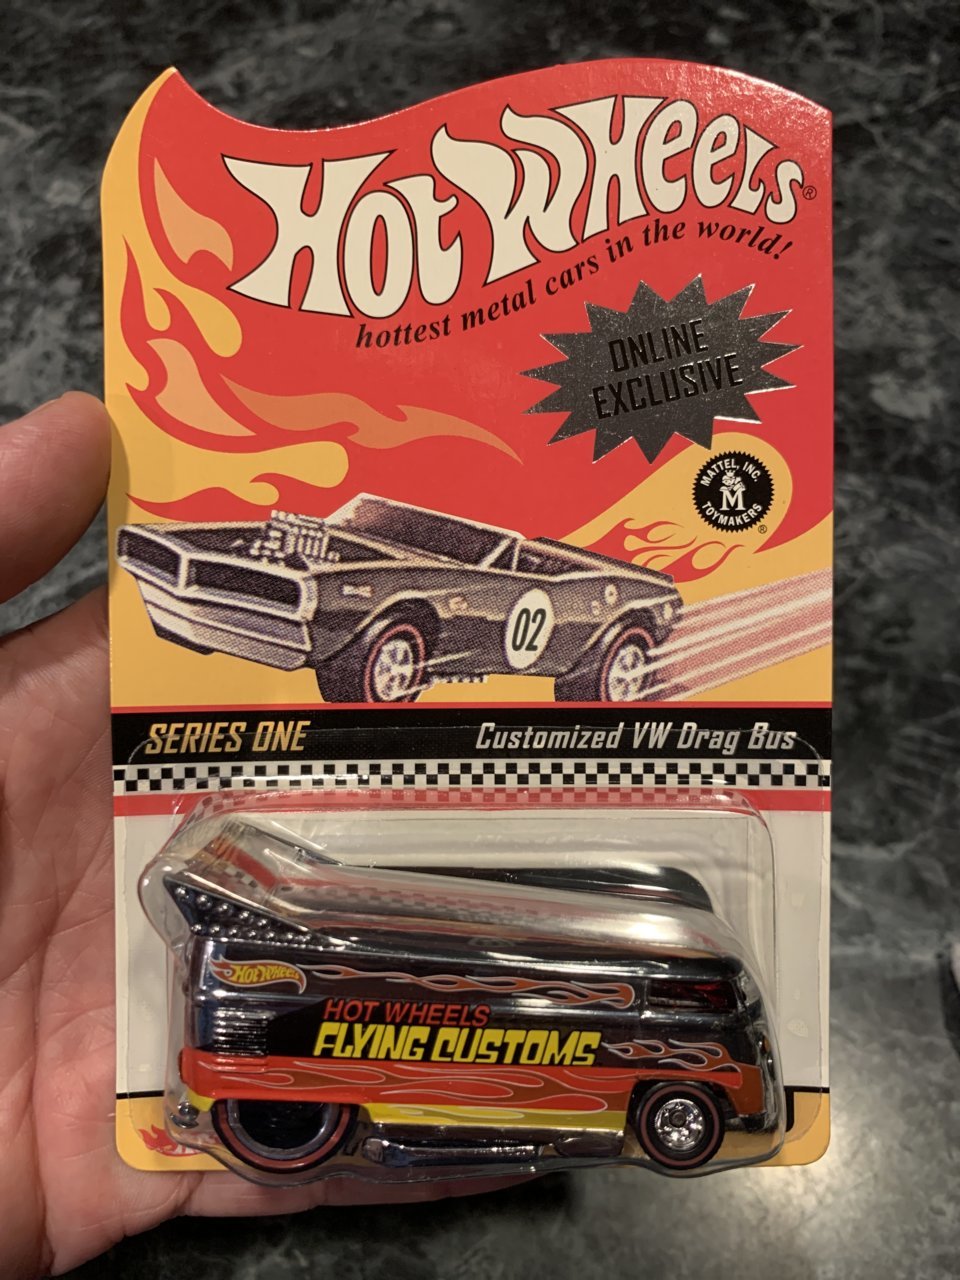 Hot Wheels®
hottest metal cars in the world!
ONLINE
EXCLUSIVE
MATTEL, INC.
M
TOYMAKERS
®
02
SERIES ONE
Customized VW Drag Bus
Hot Wheels
HOT WHEELS
FLYING CUSTOMS